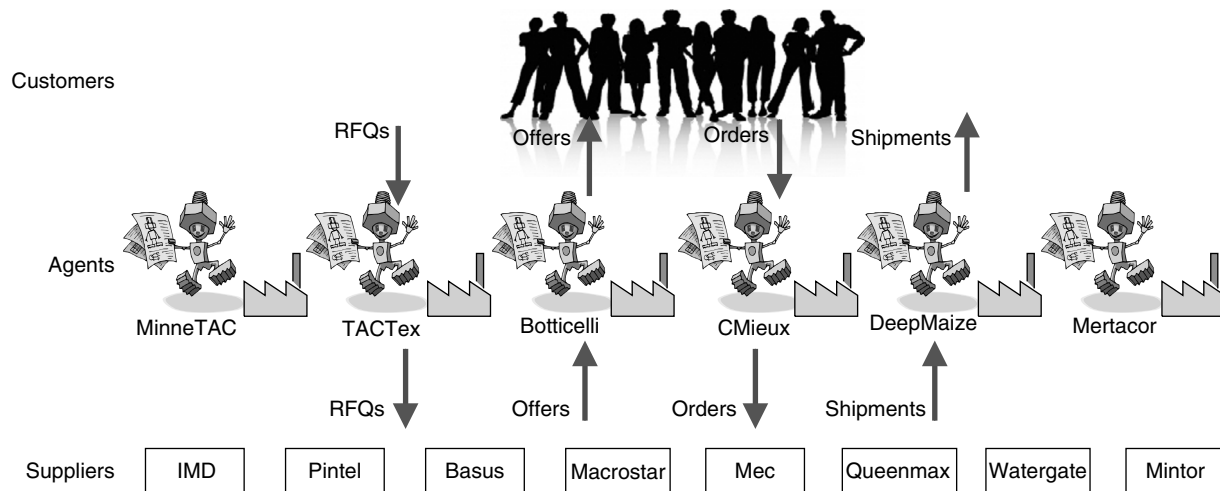 Customers
RFQs
Offers
Orders
Shipments
Agents
MinneTAC
TACTex
Botticelli
CMieux
DeepMaize
Mertacor
RFQs
Offers
Orders
Shipments
Suppliers
IMD
Pintel
Basus
Macrostar
Mec
Queenmax
Watergate
Mintor